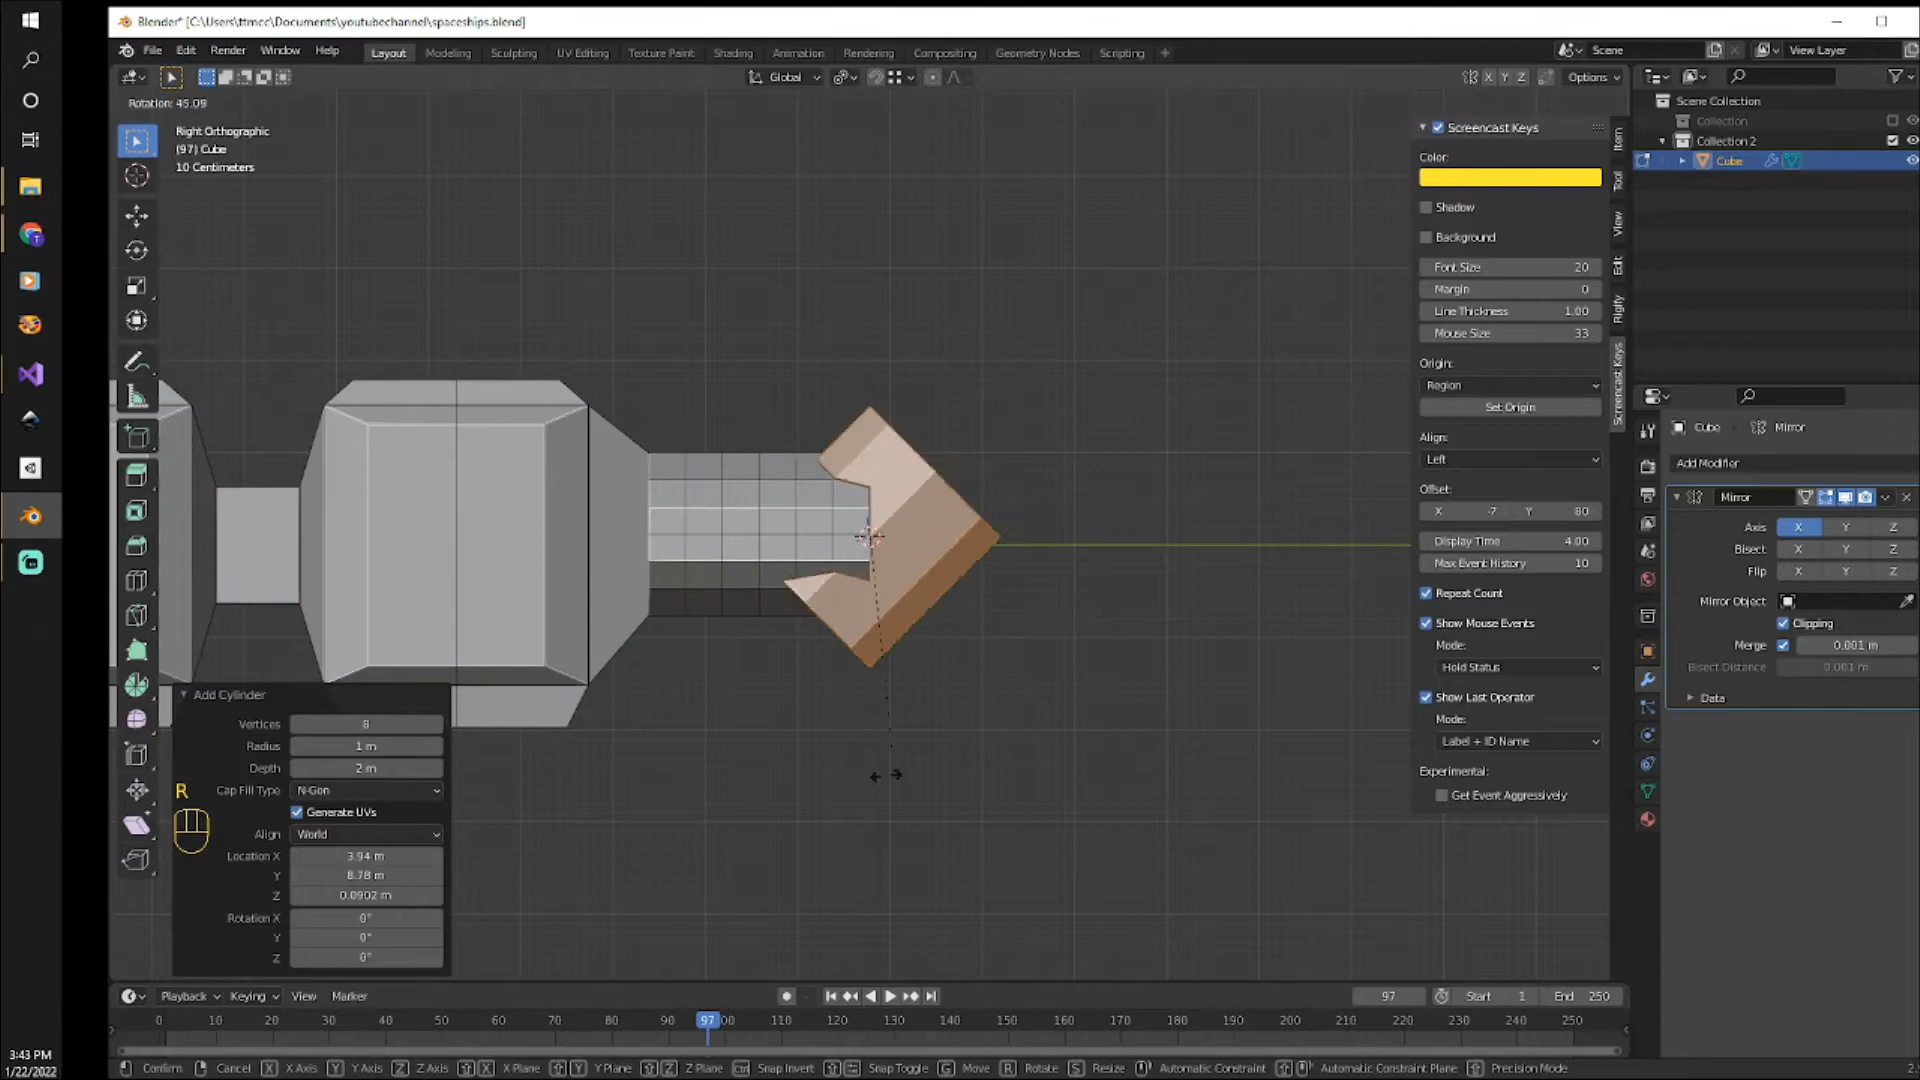 Blender* [C:\Users\ttmcc\Documents\youtubechannel\spaceships.blend]
File Edit Render Window Help Layout Modeling Sculpting UV Editing Texture Paint Shading Animation Rendering Compositing Geometry Nodes Scripting + Scene View Layer
Global X Y Z Options
Rotation: 45.09
Right Orthographic
(97) Cube
10 Centimeters
Scene Collection
Collection
Collection 2
Cube
Screencast Keys
Color:
Shadow
Background
Font Size 20
Margin 0
Line Thickness 1.00
Mouse Size 33
Origin:
Region
Set Origin
Align:
Left
Offset:
X -7 Y 80
Display Time 4.00
Max Event History 10
Repeat Count
Show Mouse Events
Mode:
Hold Status
Show Last Operator
Mode:
Label + ID Name
Experimental:
Get Event Aggressively
Item
Tool
View
Edit
Rigify
Screencast Keys
Cube Mirror
Add Modifier
Mirror
Axis X Y Z
Bisect X Y Z
Flip X Y Z
Mirror Object
Clipping
Merge 0.001 m
Bisect Distance 0.001 m
Data
Add Cylinder
Vertices 8
Radius 1 m
Depth 2 m
Cap Fill Type N-Gon
Generate UVs
Align World
Location X 3.94 m
Y 8.78 m
Z 0.0902 m
Rotation X 0°
Y 0°
Z 0°
R
Playback Keying View Marker 97 Start 1 End 250
0 10 20 30 40 50 60 70 80 90 97 00 110 120 130 140 150 160 170 180 190 200 210 220 230 240 250
Confirm Cancel X X Axis Y Y Axis Z Z Axis X X Plane Y Y Plane Z Z Plane Snap Invert Snap Toggle G Move R Rotate S Resize Automatic Constraint Automatic Constraint Plane Precision Mode
3:43 PM
1/22/2022